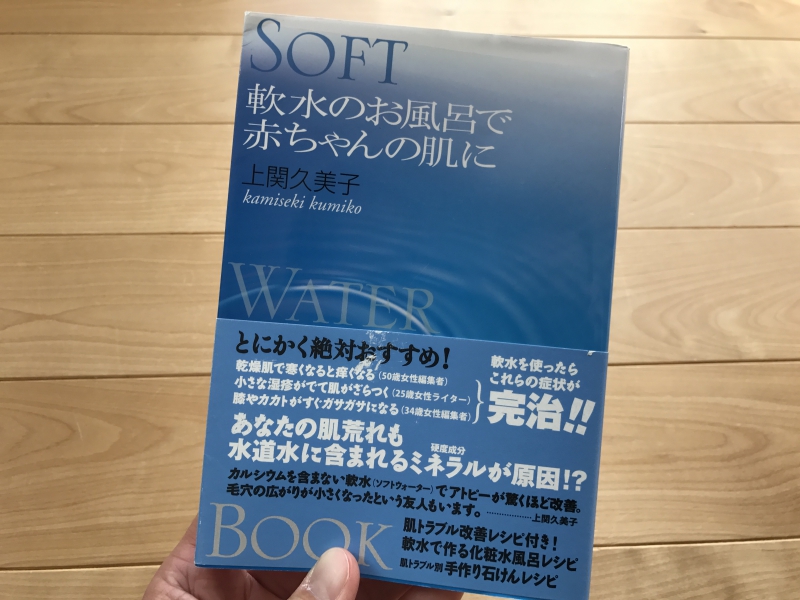 SOFT
軟水のお風呂で
赤ちゃんの肌に
上関久美子
kamiseki kumiko
WATER
とにかく絶対おすすめ!
乾燥肌で寒くなると痒くなる(50歳女性編集者)
小さな湿疹がでて肌がざらつく(25歳女性ライター)
膝やカカトがすぐガサガサになる(34歳女性編集者)
軟水を使ったら
これらの症状が
完治!!
あなたの肌荒れも
硬度成分
水道水に含まれるミネラルが原因!?
カルシウムを含まない軟水(ソフトウォーター)でアトピーが驚くほど改善。
毛穴の広がりが小さくなったという友人もいます。………………上関久美子
BOOK
肌トラブル改善レシピ付き!
軟水で作る化粧水風呂レシピ
肌トラブル別 手作り石けんレシピ